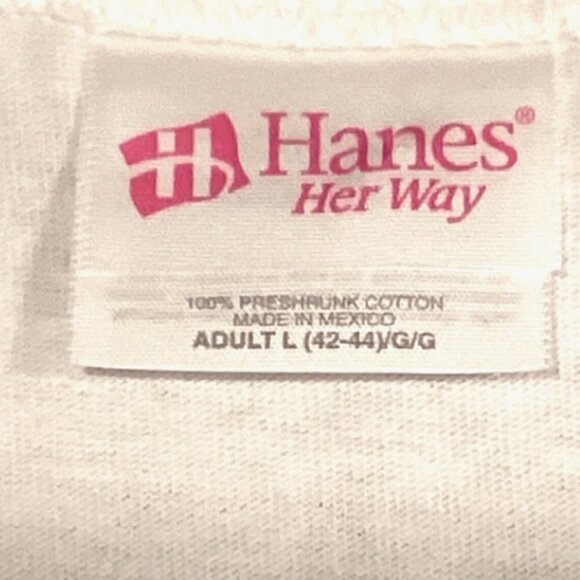 H Hanes®
Her Way
100% PRESHRUNK COTTON
MADE IN MEXICO
ADULT L (42-44)/G/G